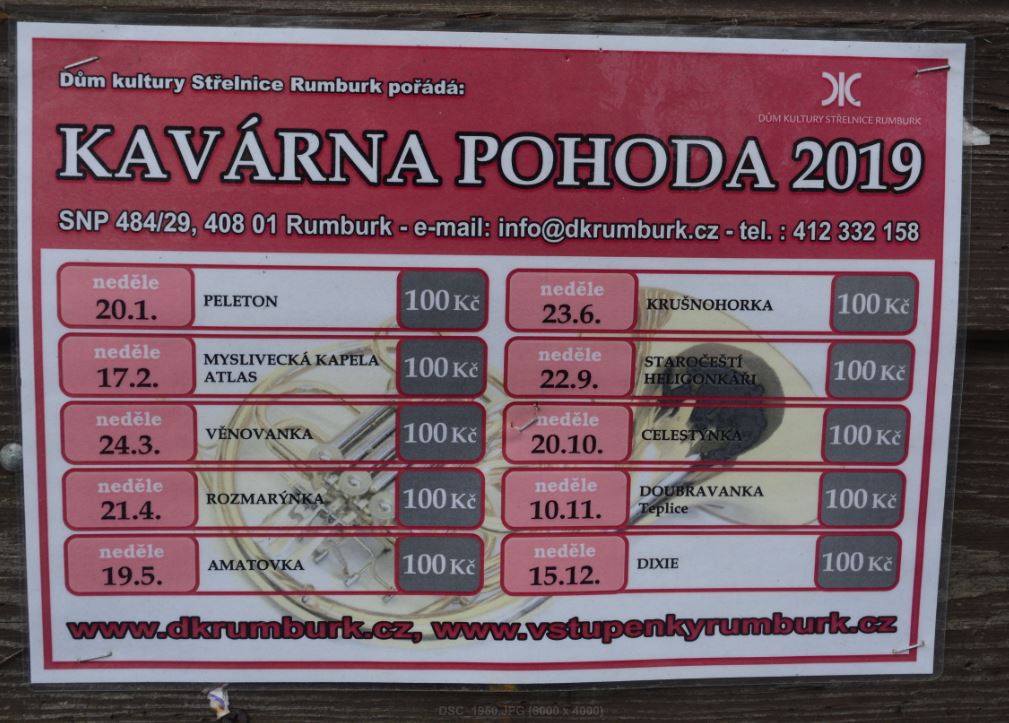 Dům kultury Střelnice Rumburk pořádá:
DŮM KULTURY STŘELNICE RUMBURK
KAVÁRNA POHODA 2019
SNP 484/29, 408 01 Rumburk - e-mail: info@dkrumburk.cz - tel. : 412 332 158
neděle
20.1.
PELETON
100 Kč
neděle
17.2.
MYSLIVECKÁ KAPELA
ATLAS
100 Kč
neděle
24.3.
VĚNOVANKA
100 Kč
neděle
21.4.
ROZMARÝNKA
100 Kč
neděle
19.5.
AMATOVKA
100 Kč
neděle
23.6.
KRUŠNOHORKA
100 Kč
neděle
22.9.
STAROČEŠTÍ
HELIGONKÁŘI
100 Kč
neděle
20.10.
CELESTÝNKA
100 Kč
neděle
10.11.
DOUBRAVANKA
Teplice
100 Kč
neděle
15.12.
DIXIE
100 Kč
www.dkrumburk.cz, www.vstupenkyrumburk.cz
DSC_1950.JPG (6000 x 4000)